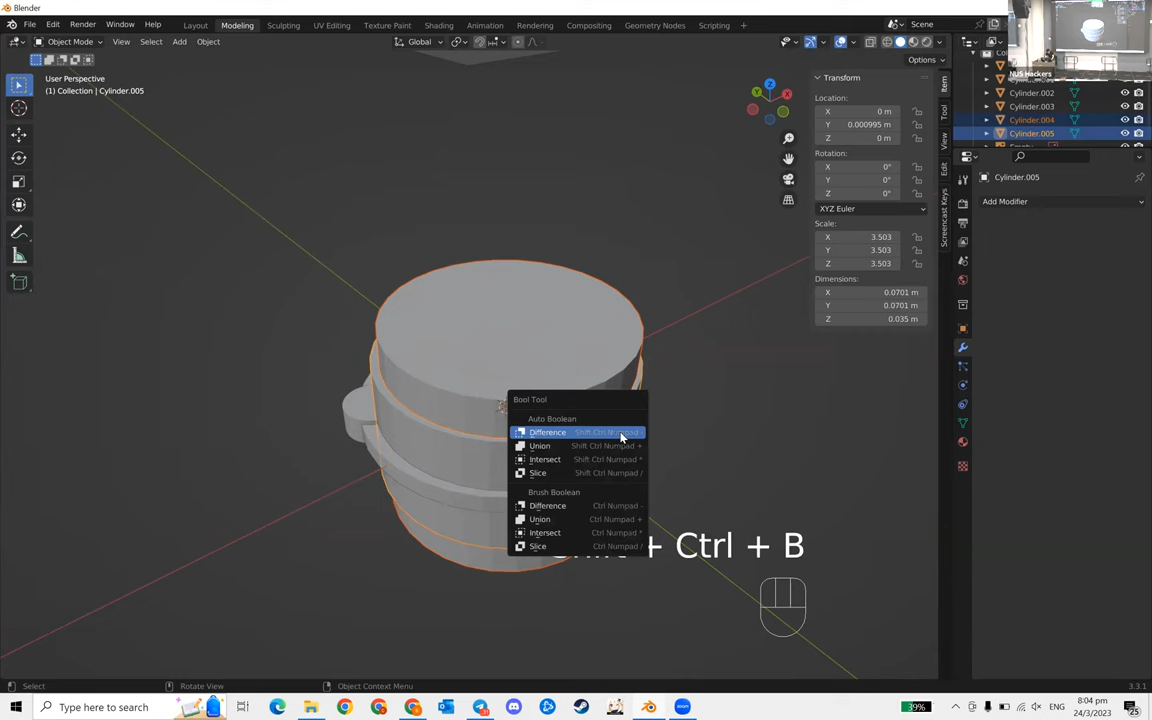 Blender
File Edit Render Window Help Layout Modeling Sculpting UV Editing Texture Paint Shading Animation Rendering Compositing Geometry Nodes Scripting Scene
Object Mode View Select Add Object Global
Options
NUS Hackers
User Perspective
(1) Collection | Cylinder.005
Z
Y
X
Transform
Location:
X 0 m
Y 0.000995 m
Z 0 m
Rotation:
X 0°
Y 0°
Z 0°
XYZ Euler
Scale:
X 3.503
Y 3.503
Z 3.503
Dimensions:
X 0.0701 m
Y 0.0701 m
Z 0.035 m
Item
Tool
View
Edit
Screencast Keys
Cylinder.002
Cylinder.003
Cylinder.004
Cylinder.005
Cylinder.005
Add Modifier
Bool Tool
Auto Boolean
Difference Shift Ctrl Numpad -
Union Shift Ctrl Numpad +
Intersect Shift Ctrl Numpad *
Slice Shift Ctrl Numpad /
Brush Boolean
Difference Ctrl Numpad -
Union Ctrl Numpad +
Intersect Ctrl Numpad *
Slice Ctrl Numpad /
+ Ctrl + B
Select Rotate View Object Context Menu 3.3.1
Type here to search
39%
ENG
8:04 pm
24/3/2023
25